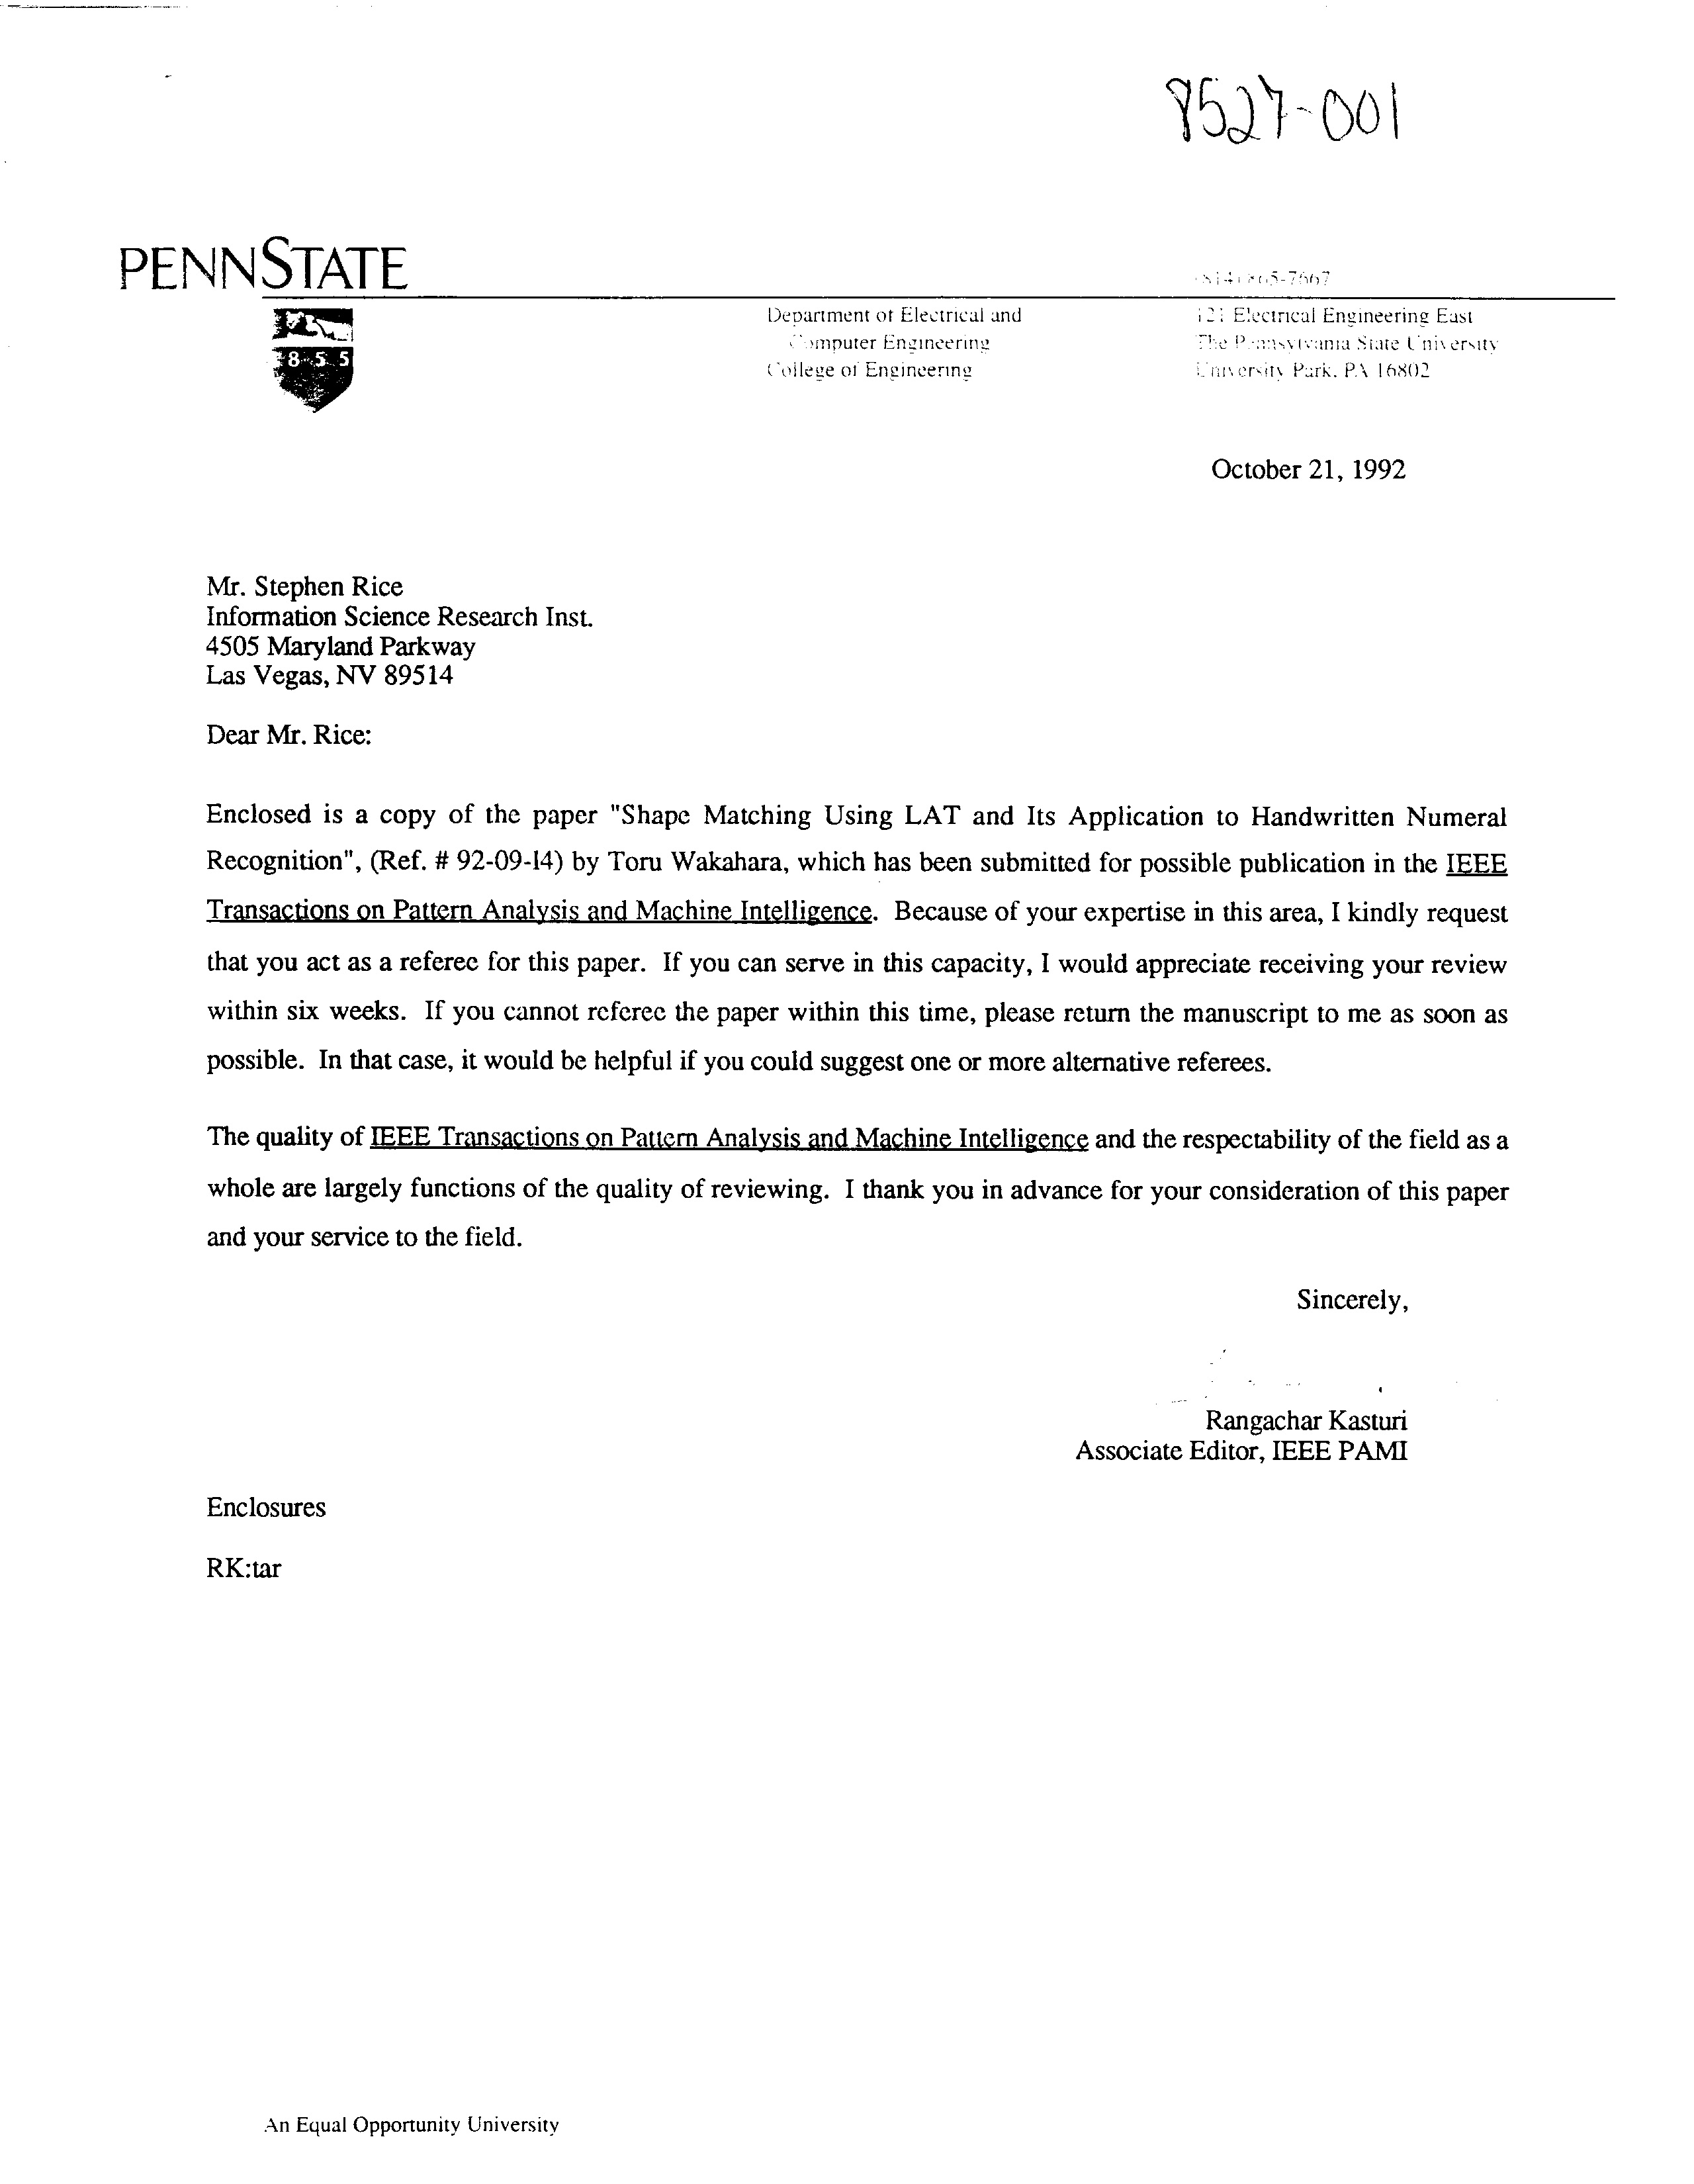 8527-001
PENNSTATE
1855
Department of Electrical and
Computer Engineering
College of Engineering
(814) 865-7667
121 Electrical Engineering East
The Pennsylvania State University
University Park, PA 16802
October 21, 1992
Mr. Stephen Rice
Information Science Research Inst.
4505 Maryland Parkway
Las Vegas, NV 89514
Dear Mr. Rice:
Enclosed is a copy of the paper "Shape Matching Using LAT and Its Application to Handwritten Numeral
Recognition", (Ref. # 92-09-14) by Toru Wakahara, which has been submitted for possible publication in the IEEE
Transactions on Pattern Analysis and Machine Intelligence. Because of your expertise in this area, I kindly request
that you act as a referee for this paper. If you can serve in this capacity, I would appreciate receiving your review
within six weeks. If you cannot referee the paper within this time, please return the manuscript to me as soon as
possible. In that case, it would be helpful if you could suggest one or more alternative referees.
The quality of IEEE Transactions on Pattern Analysis and Machine Intelligence and the respectability of the field as a
whole are largely functions of the quality of reviewing. I thank you in advance for your consideration of this paper
and your service to the field.
Sincerely,
Rangachar Kasturi
Associate Editor, IEEE PAMI
Enclosures
RK:tar
An Equal Opportunity University